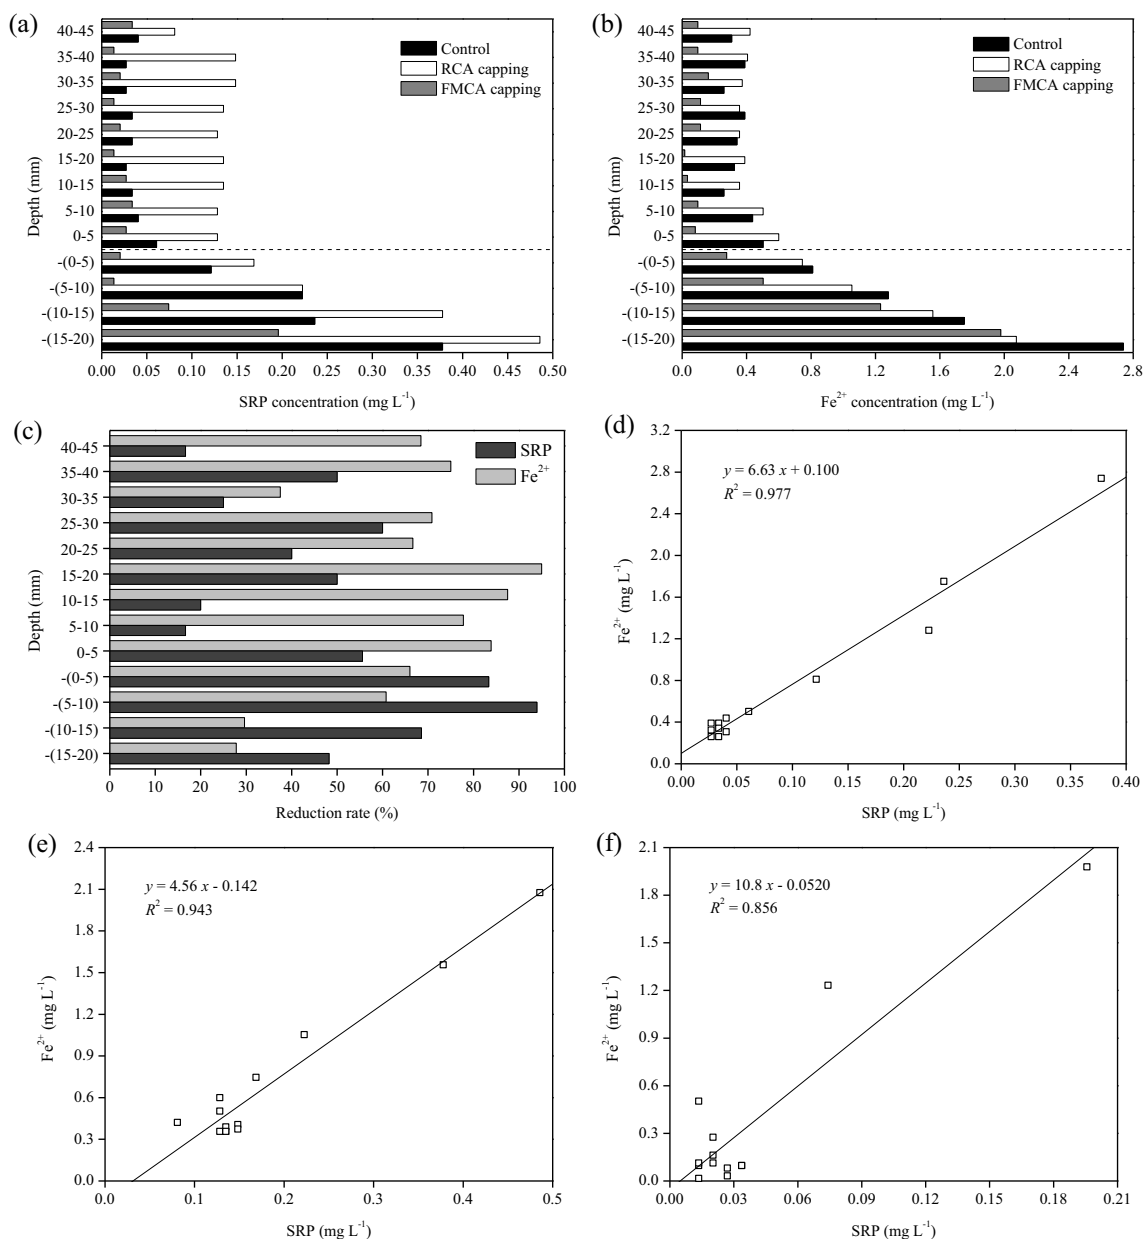 (a)
40-45
35-40
30-35
25-30
20-25
15-20
10-15
5-10
0-5
-(0-5)
-(5-10)
-(10-15)
-(15-20)
Depth (mm)
Control
RCA capping
FMCA capping
0.00 0.05 0.10 0.15 0.20 0.25 0.30 0.35 0.40 0.45 0.50
SRP concentration (mg L⁻¹)
(b)
40-45
35-40
30-35
25-30
20-25
15-20
10-15
5-10
0-5
-(0-5)
-(5-10)
-(10-15)
-(15-20)
Depth (mm)
Control
RCA capping
FMCA capping
0.0 0.4 0.8 1.2 1.6 2.0 2.4 2.8
Fe²⁺ concentration (mg L⁻¹)
(c)
40-45
35-40
30-35
25-30
20-25
15-20
10-15
5-10
0-5
-(0-5)
-(5-10)
-(10-15)
-(15-20)
Depth (mm)
SRP
Fe²⁺
0 10 20 30 40 50 60 70 80 90 100
Reduction rate (%)
(d)
3.2
2.8
2.4
2.0
1.6
1.2
0.8
0.4
0.0
Fe²⁺ (mg L⁻¹)
y = 6.63 x + 0.100
R² = 0.977
0.00 0.05 0.10 0.15 0.20 0.25 0.30 0.35 0.40
SRP (mg L⁻¹)
(e)
2.4
2.1
1.8
1.5
1.2
0.9
0.6
0.3
0.0
Fe²⁺ (mg L⁻¹)
y = 4.56 x - 0.142
R² = 0.943
0.0 0.1 0.2 0.3 0.4 0.5
SRP (mg L⁻¹)
(f)
2.1
1.8
1.5
1.2
0.9
0.6
0.3
0.0
Fe²⁺ (mg L⁻¹)
y = 10.8 x - 0.0520
R² = 0.856
0.00 0.03 0.06 0.09 0.12 0.15 0.18 0.21
SRP (mg L⁻¹)